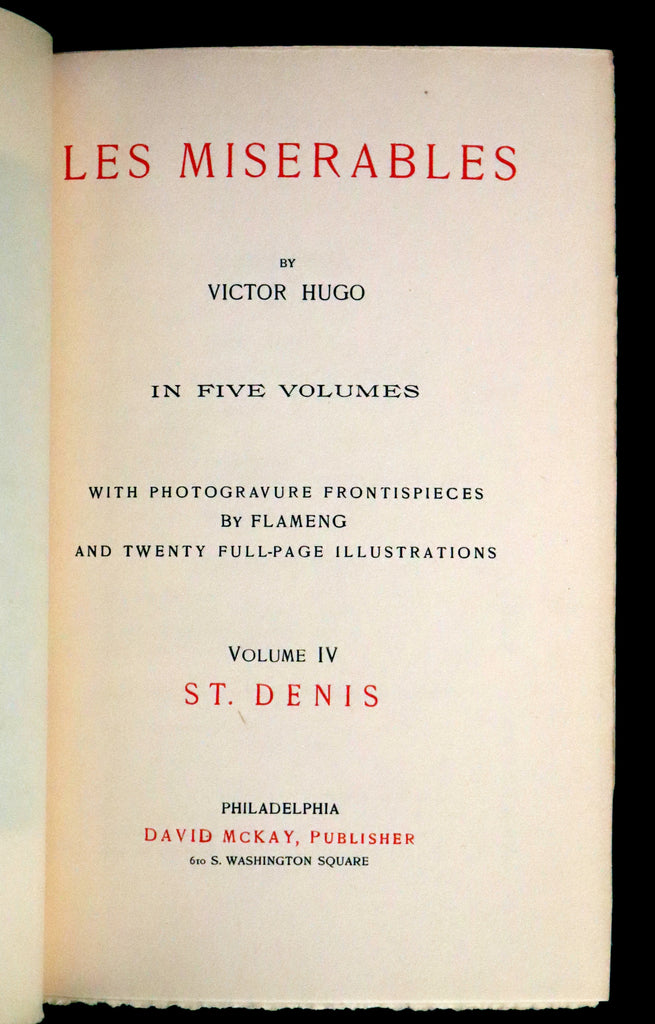 LES MISERABLES
BY
VICTOR HUGO
IN FIVE VOLUMES
WITH PHOTOGRAVURE FRONTISPIECES
BY FLAMENG
AND TWENTY FULL-PAGE ILLUSTRATIONS
VOLUME IV
ST. DENIS
PHILADELPHIA
DAVID McKAY, PUBLISHER
610 S. WASHINGTON SQUARE